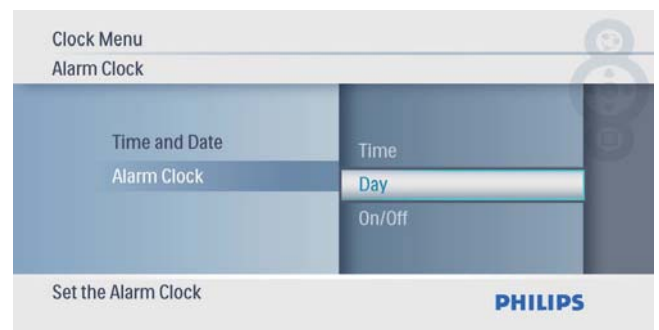 Clock Menu
Alarm Clock
Time and Date
Alarm Clock
Time
Day
On/Off
Set the Alarm Clock
PHILIPS